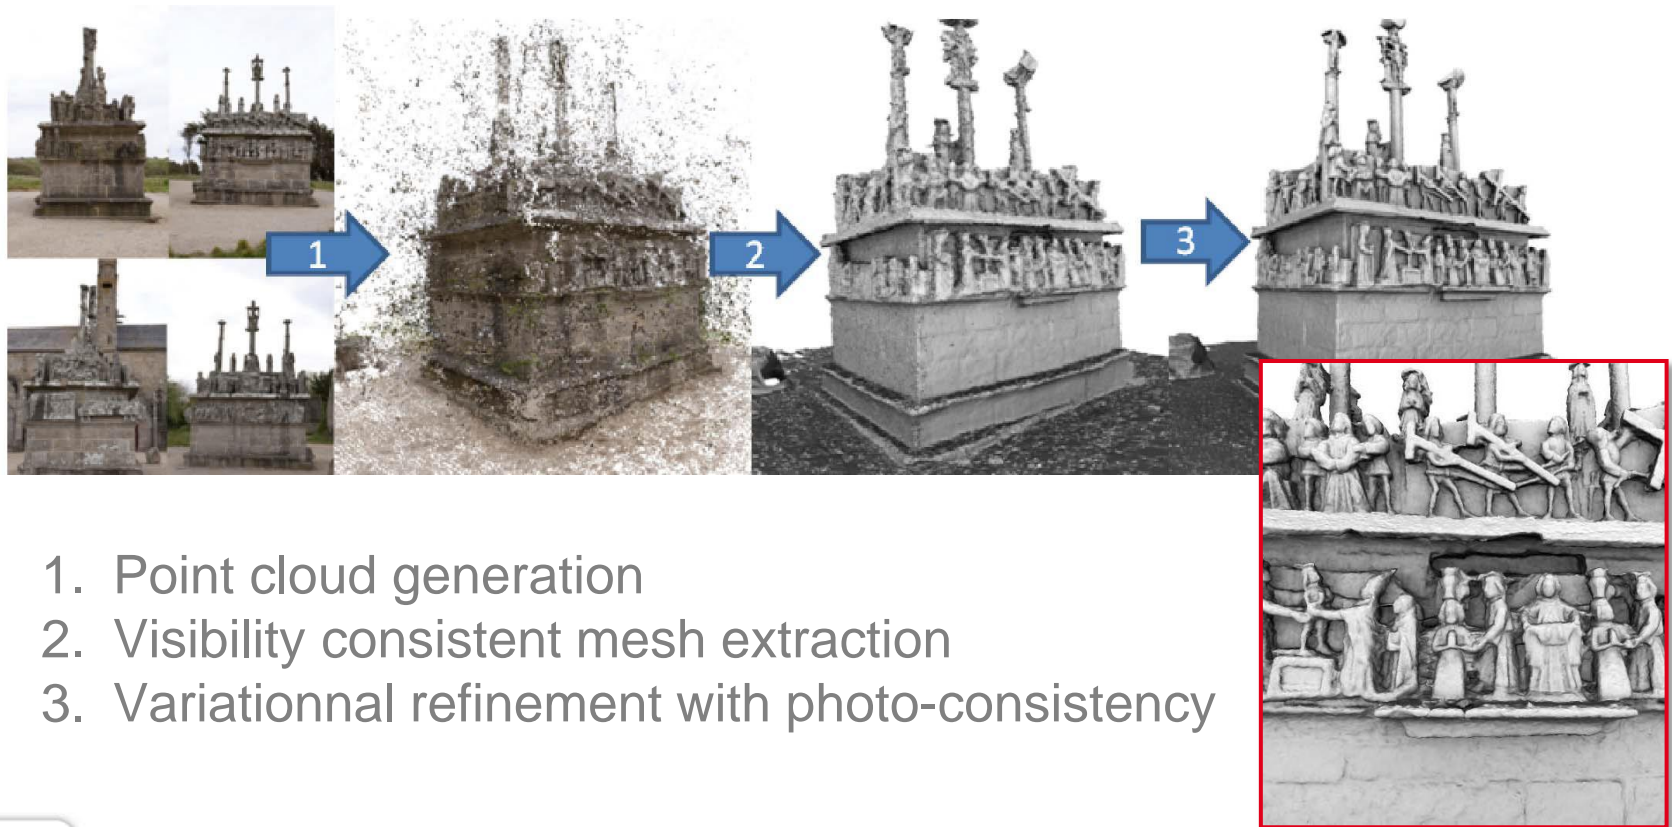 1
2
3
1. Point cloud generation
2. Visibility consistent mesh extraction
3. Variationnal refinement with photo-consistency